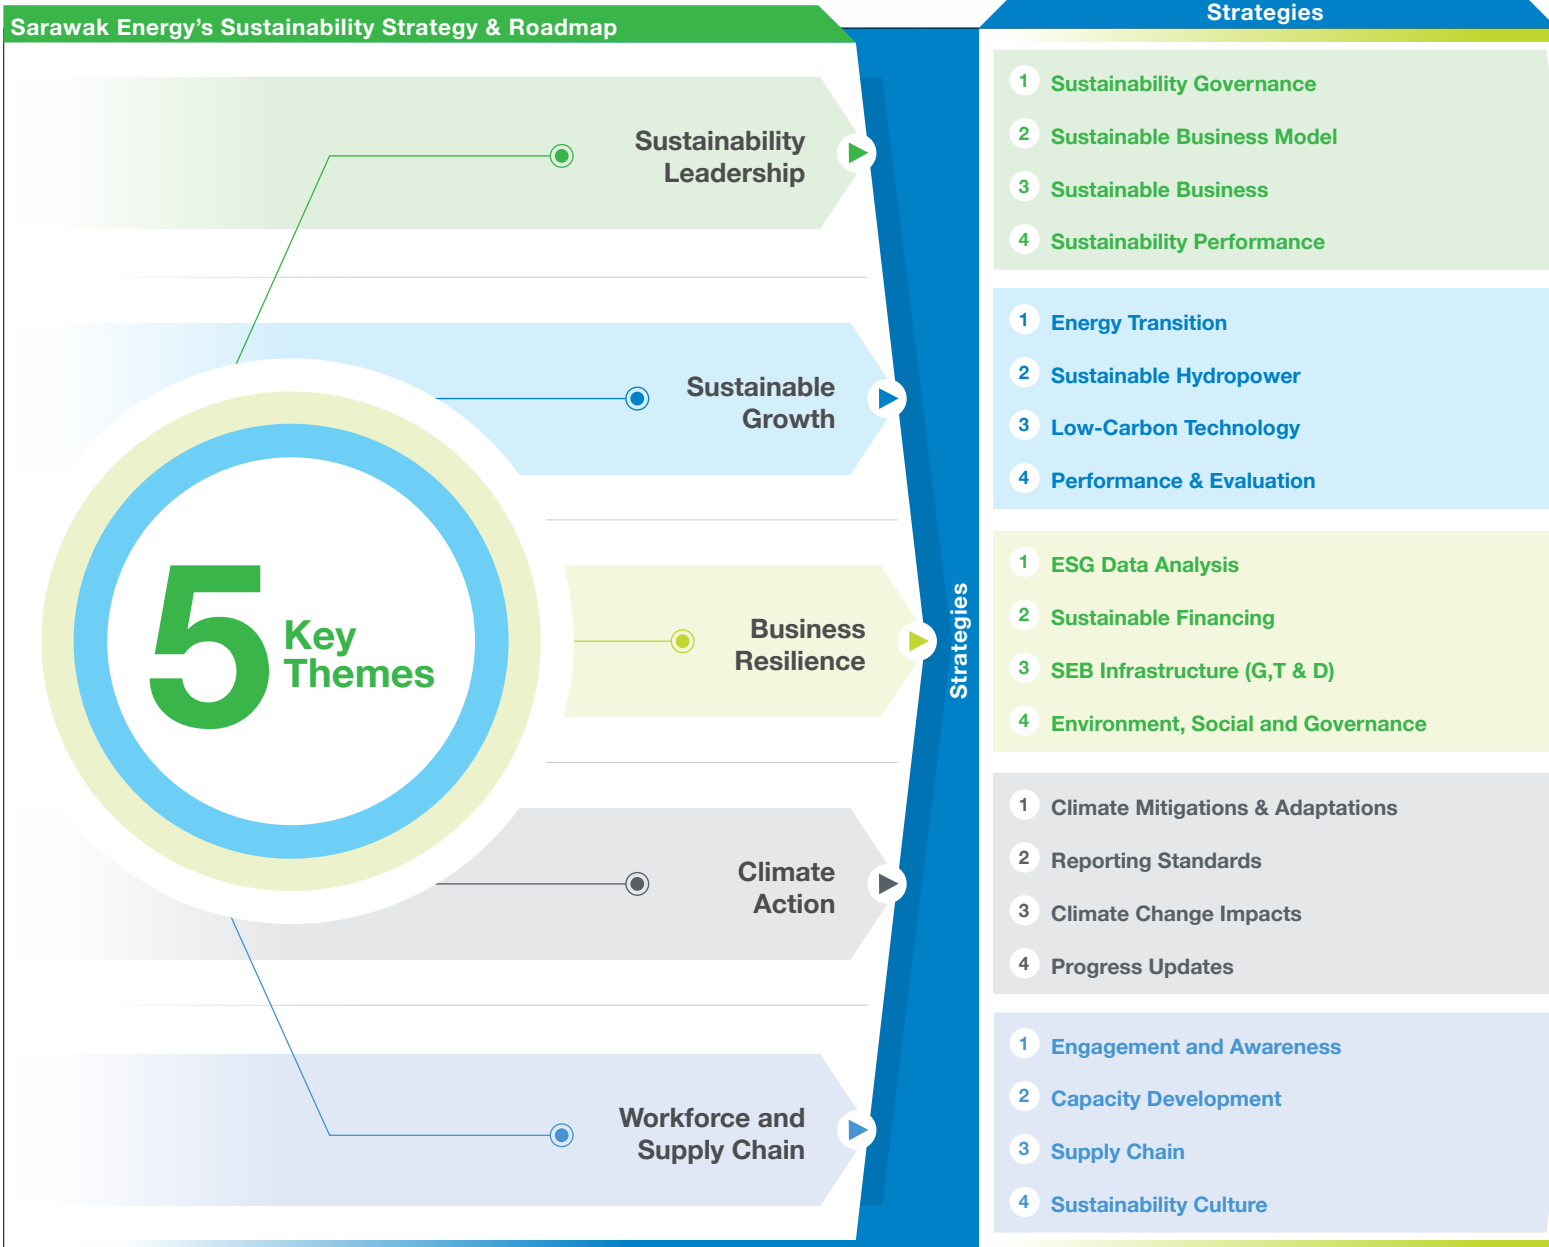 Sarawak Energy's Sustainability Strategy & Roadmap
5 Key
Themes
Sustainability
Leadership
Sustainable
Growth
Business
Resilience
Climate
Action
Workforce and
Supply Chain
Strategies
Strategies
1 Sustainability Governance
2 Sustainable Business Model
3 Sustainable Business
4 Sustainability Performance
1 Energy Transition
2 Sustainable Hydropower
3 Low-Carbon Technology
4 Performance & Evaluation
1 ESG Data Analysis
2 Sustainable Financing
3 SEB Infrastructure (G,T & D)
4 Environment, Social and Governance
1 Climate Mitigations & Adaptations
2 Reporting Standards
3 Climate Change Impacts
4 Progress Updates
1 Engagement and Awareness
2 Capacity Development
3 Supply Chain
4 Sustainability Culture